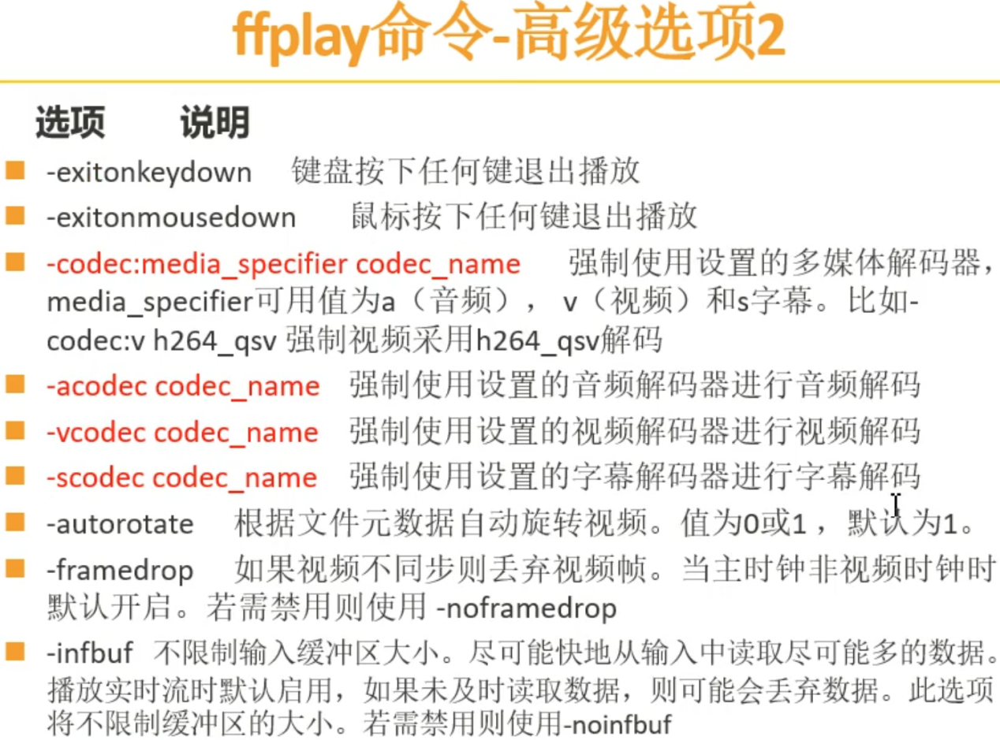 ffplay命令-高级选项2
选项 说明
-exitonkeydown 键盘按下任何键退出播放
-exitonmousedown 鼠标按下任何键退出播放
-codec:media_specifier codec_name 强制使用设置的多媒体解码器，
media_specifier可用值为a（音频）， v（视频）和s字幕。比如-
codec:v h264_qsv 强制视频采用h264_qsv解码
-acodec codec_name 强制使用设置的音频解码器进行音频解码
-vcodec codec_name 强制使用设置的视频解码器进行视频解码
-scodec codec_name 强制使用设置的字幕解码器进行字幕解码
-autorotate 根据文件元数据自动旋转视频。值为0或1，默认为1。
-framedrop 如果视频不同步则丢弃视频帧。当主时钟非视频时钟时
默认开启。若需禁用则使用 -noframedrop
-infbuf 不限制输入缓冲区大小。尽可能快地从输入中读取尽可能多的数据。
播放实时流时默认启用，如果未及时读取数据，则可能会丢弃数据。此选项
将不限制缓冲区的大小。若需禁用则使用-noinfbuf